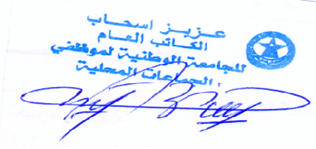 عزيز اسحاب
الكاتب العام
للجامعة الوطنية لموظفي
الجماعات المحلية